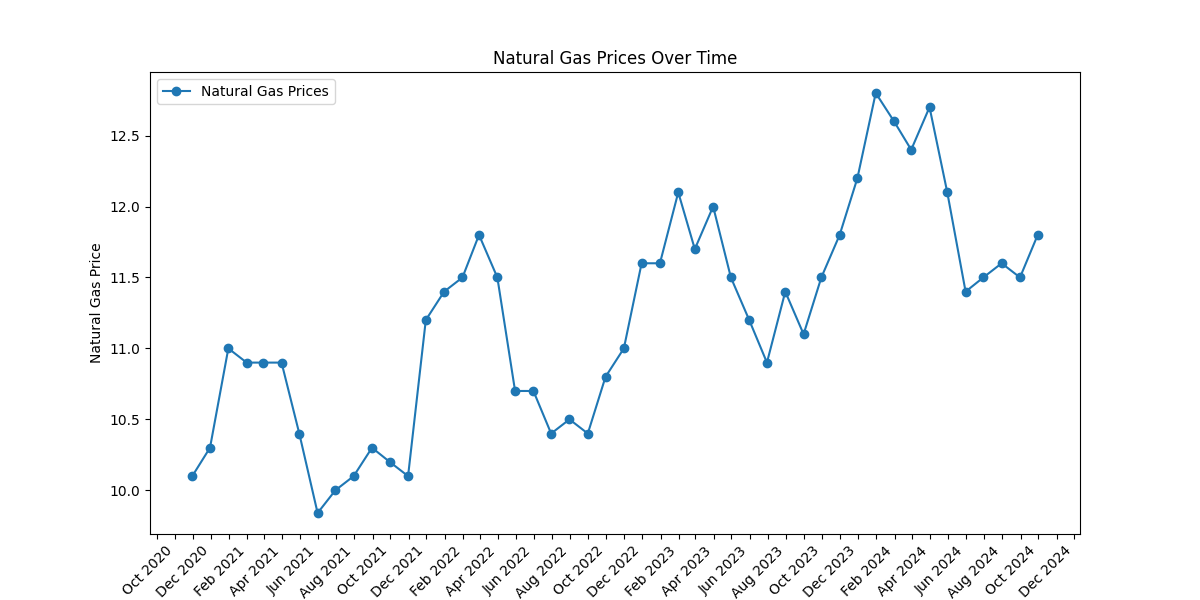 Natural Gas Prices Over Time
Natural Gas Prices
Natural Gas Price
12.5
12.0
11.5
11.0
10.5
10.0
Oct 2020
Dec 2020
Feb 2021
Apr 2021
Jun 2021
Aug 2021
Oct 2021
Dec 2021
Feb 2022
Apr 2022
Jun 2022
Aug 2022
Oct 2022
Dec 2022
Feb 2023
Apr 2023
Jun 2023
Aug 2023
Oct 2023
Dec 2023
Feb 2024
Apr 2024
Jun 2024
Aug 2024
Oct 2024
Dec 2024